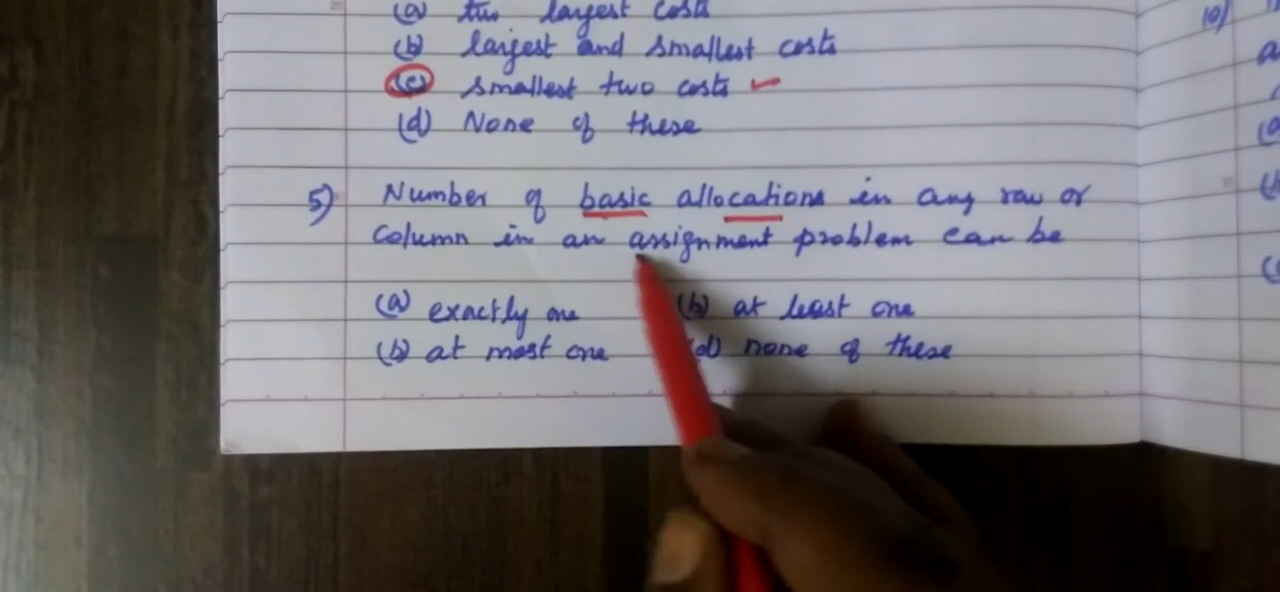 (a) two largest costs
(b) largest and smallest costs
(c) smallest two costs ✓
(d) None of these
5) Number of basic allocations in any row or
column in an assignment problem can be
(a) exactly one (b) at least one
(b) at most one (d) none of these
10)